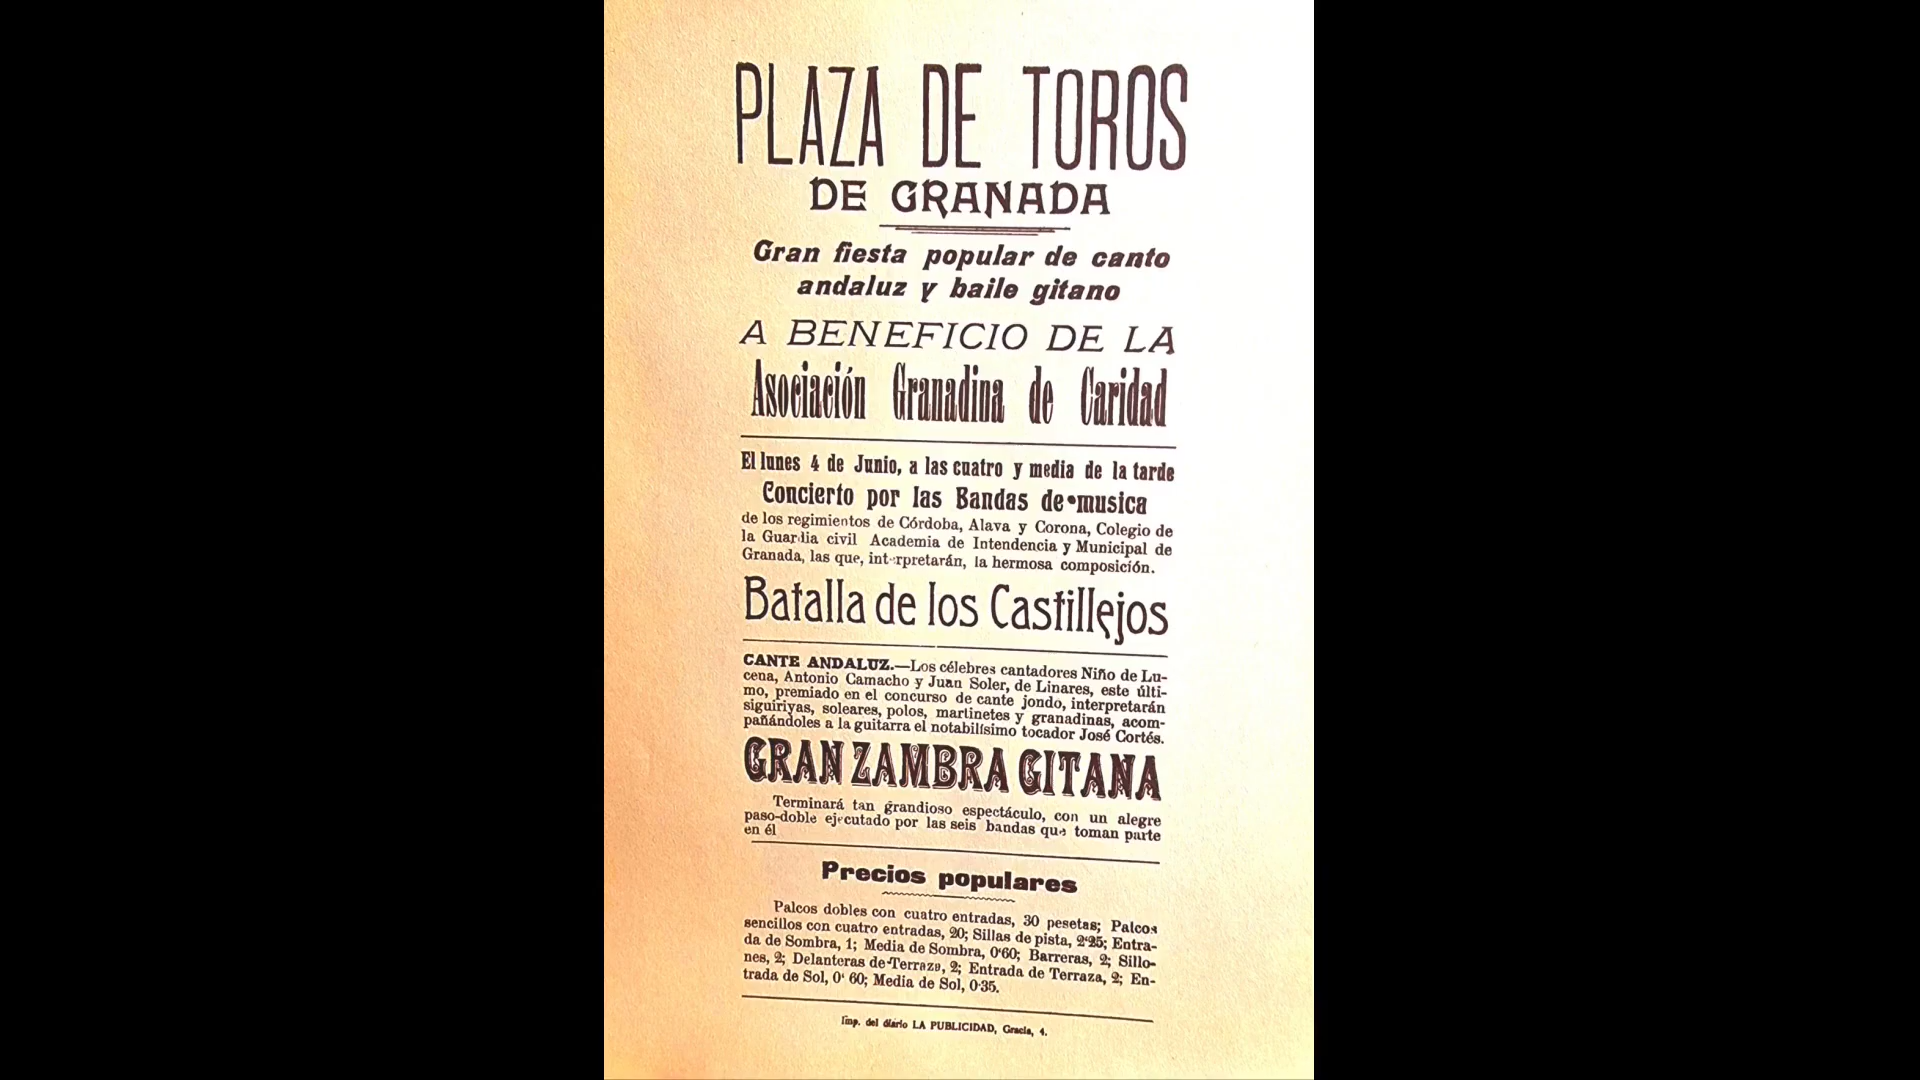 PLAZA DE TOROS
DE GRANADA
Gran fiesta popular de canto
andaluz y baile gitano
A BENEFICIO DE LA
Asociación Granadina de Caridad
El lunes 4 de Junio, a las cuatro y media de la tarde
Concierto por las Bandas de musica
de los regimientos de Córdoba, Alava y Corona, Colegio de
la Guardia civil Academia de Intendencia y Municipal de
Granada, las que, interpretarán, la hermosa composición.
Batalla de los Castillejos
CANTE ANDALUZ.—Los célebres cantadores Niño de Lu-
cena, Antonio Camacho y Juan Soler, de Linares, este últi-
mo, premiado en el concurso de cante jondo, interpretarán
siguiriyas, soleares, polos, martinetes y granadinas, acom-
pañándoles a la guitarra el notabilísimo tocador José Cortés.
GRAN ZAMBRA GITANA
Terminará tan grandioso espectáculo, con un alegre
paso-doble ejecutado por las seis bandas que toman parte
en él
Precios populares
Palcos dobles con cuatro entradas, 30 pesetas; Palcos
sencillos con cuatro entradas, 20; Sillas de pista, 2'25; Entra-
da de Sombra, 1; Media de Sombra, 0'60; Barreras, 2; Sillo-
nes, 2; Delanteras de Terraza, 2; Entrada de Terraza, 2; En-
trada de Sol, 0' 60; Media de Sol, 0·35.
Imp. del diario LA PUBLICIDAD, Gracia, 4.